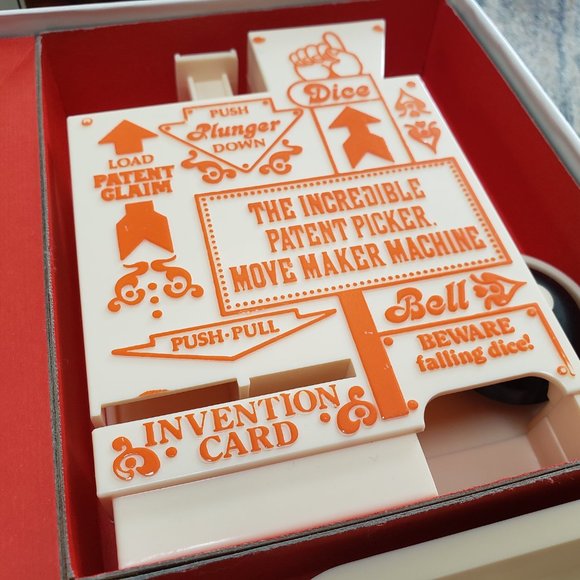 Dice
PUSH
Plunger
DOWN
LOAD
PATENT
CLAIM
THE INCREDIBLE
PATENT PICKER.
MOVE MAKER MACHINE
PUSH-PULL
Bell
BEWARE
falling dice!
INVENTION
CARD